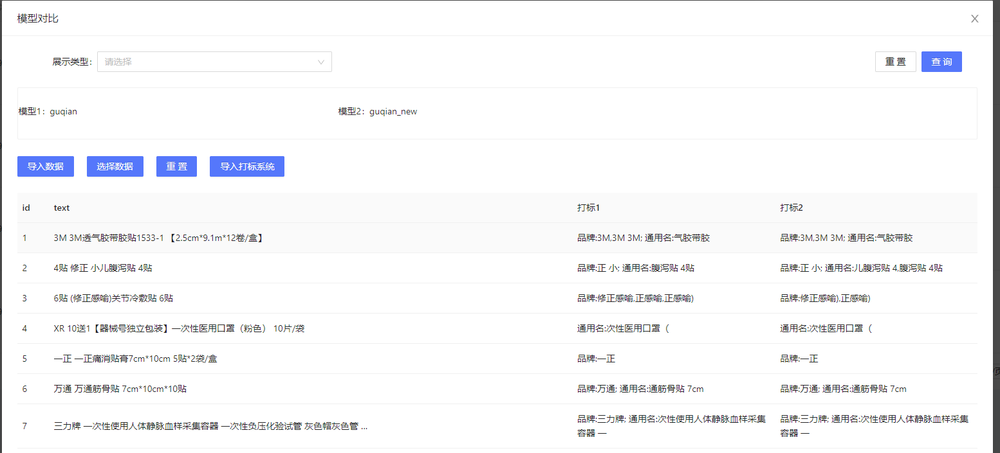 模型对比
展示类型: 请选择 重 置 查 询
模型1：guqian 模型2：guqian_new
导入数据 选择数据 重 置 导入打标系统
id text 打标1 打标2
1 3M 3M透气胶带胶贴1533-1 【2.5cm*9.1m*12卷/盒】 品牌:3M,3M 3M; 通用名:气胶带胶 品牌:3M,3M 3M; 通用名:气胶带胶
2 4贴 修正 小儿腹泻贴 4贴 品牌:正 小; 通用名:腹泻贴 4贴 品牌:正 小; 通用名:儿腹泻贴 4,腹泻贴 4贴
3 6贴 (修正感喻)关节冷敷贴 6贴 品牌:修正感喻,正感喻,正感喻) 品牌:修正感喻),正感喻)
4 XR 10送1【器械号独立包装】一次性医用口罩（粉色） 10片/袋 通用名:次性医用口罩（ 通用名:次性医用口罩（
5 一正 一正痛消贴膏7cm*10cm 5贴*2袋/盒 品牌:一正 品牌:一正
6 万通 万通筋骨贴 7cm*10cm*10贴 品牌:万通; 通用名:通筋骨贴 7cm 品牌:万通; 通用名:通筋骨贴 7cm
7 三力牌 一次性使用人体静脉血样采集容器 一次性负压化验试管 灰色帽灰色管 ... 品牌:三力牌; 通用名:次性使用人体静脉血样采集 品牌:三力牌; 通用名:次性使用人体静脉血样采集
容器 一 容器 一